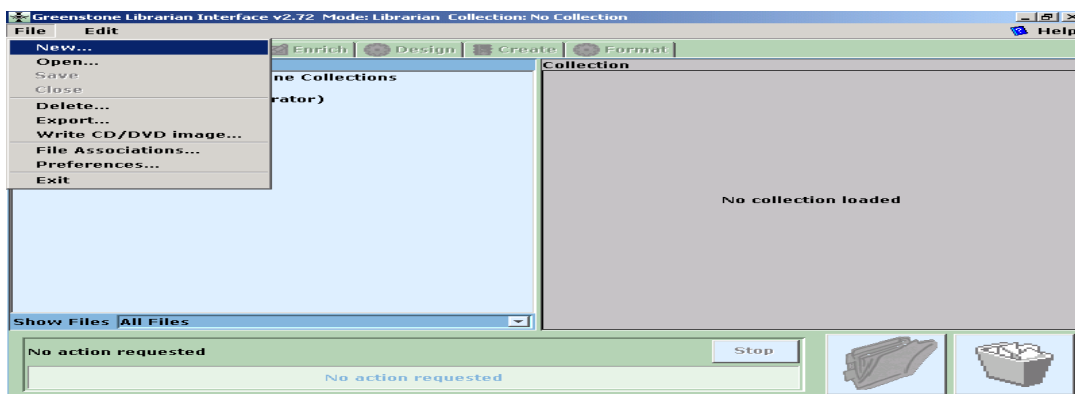 Greenstone Librarian Interface v2.72 Mode: Librarian Collection: No Collection
File Edit Help
New...
Open...
Save
Close
Delete...
Export...
Write CD/DVD image...
File Associations...
Preferences...
Exit
Enrich Design Create Format
ne Collections
rator)
Collection
No collection loaded
Show Files All Files
No action requested
Stop
No action requested